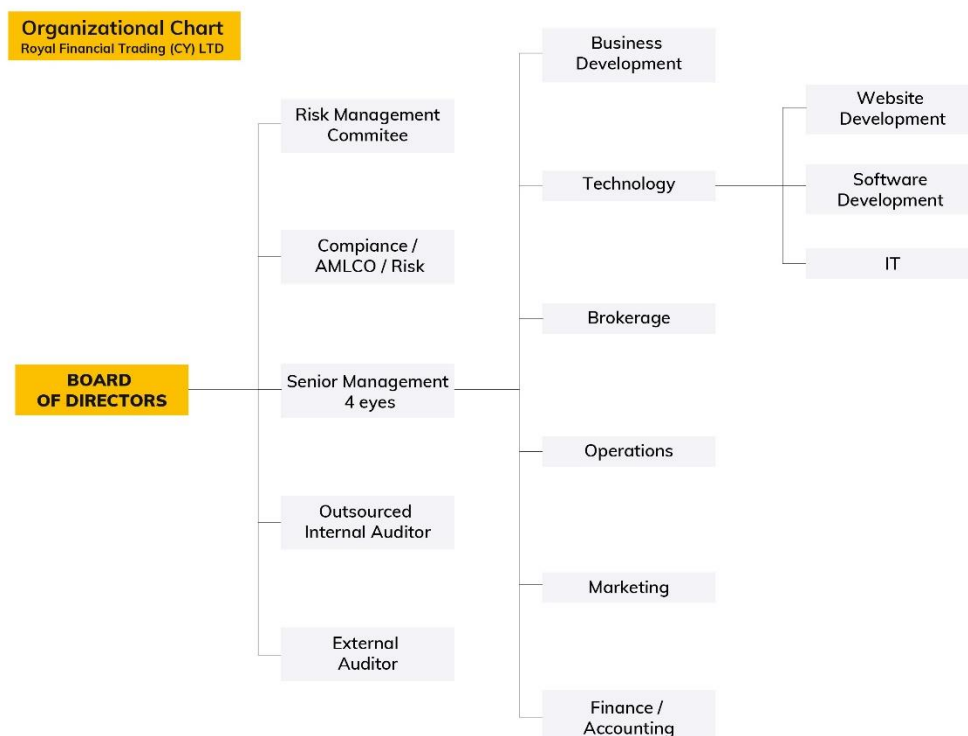 Organizational Chart
Royal Financial Trading (CY) LTD
BOARD
OF DIRECTORS
Risk Management
Commitee
Compiance /
AMLCO / Risk
Senior Management
4 eyes
Outsourced
Internal Auditor
External
Auditor
Business
Development
Technology
Brokerage
Operations
Marketing
Finance /
Accounting
Website
Development
Software
Development
IT